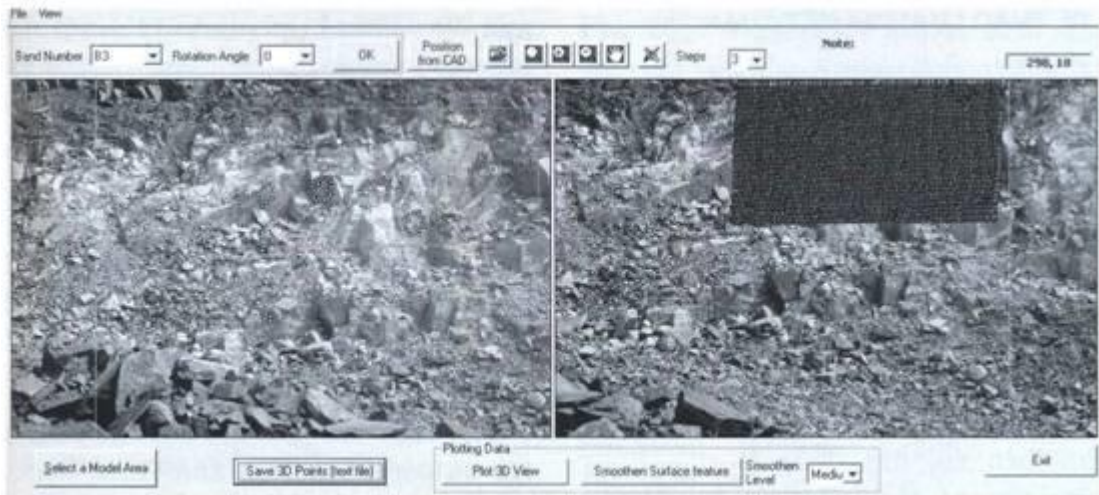 File View
Band Number B3 Rotation Angle 0 OK Position from CAD Steps 3 Note: 298, 18
Select a Model Area
Save 3D Points (text file)
Plotting Data
Plot 3D View
Smoothen Surface feature
Smoothen Level
Mediu
Exit